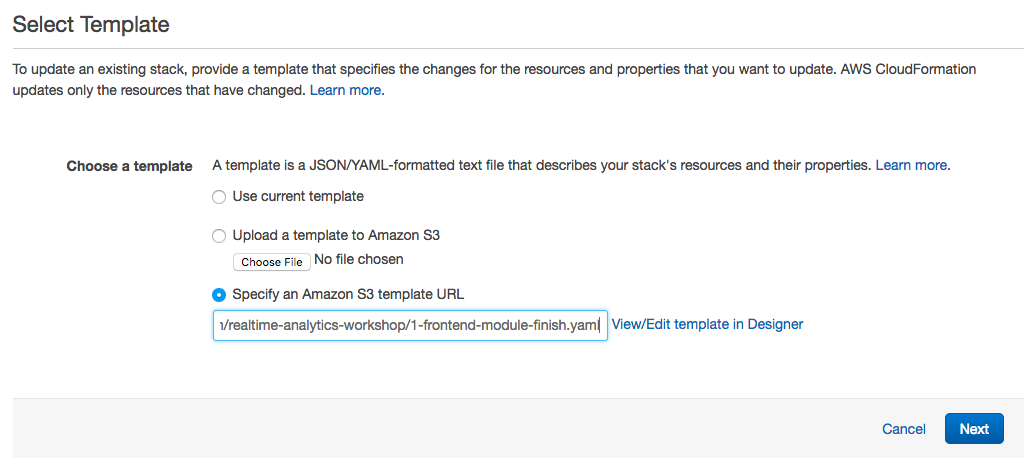 Select Template
To update an existing stack, provide a template that specifies the changes for the resources and properties that you want to update. AWS CloudFormation
updates only the resources that have changed. Learn more.
Choose a template
A template is a JSON/YAML-formatted text file that describes your stack's resources and their properties. Learn more.
Use current template
Upload a template to Amazon S3
Choose File No file chosen
Specify an Amazon S3 template URL
/realtime-analytics-workshop/1-frontend-module-finish.yaml View/Edit template in Designer
Cancel Next